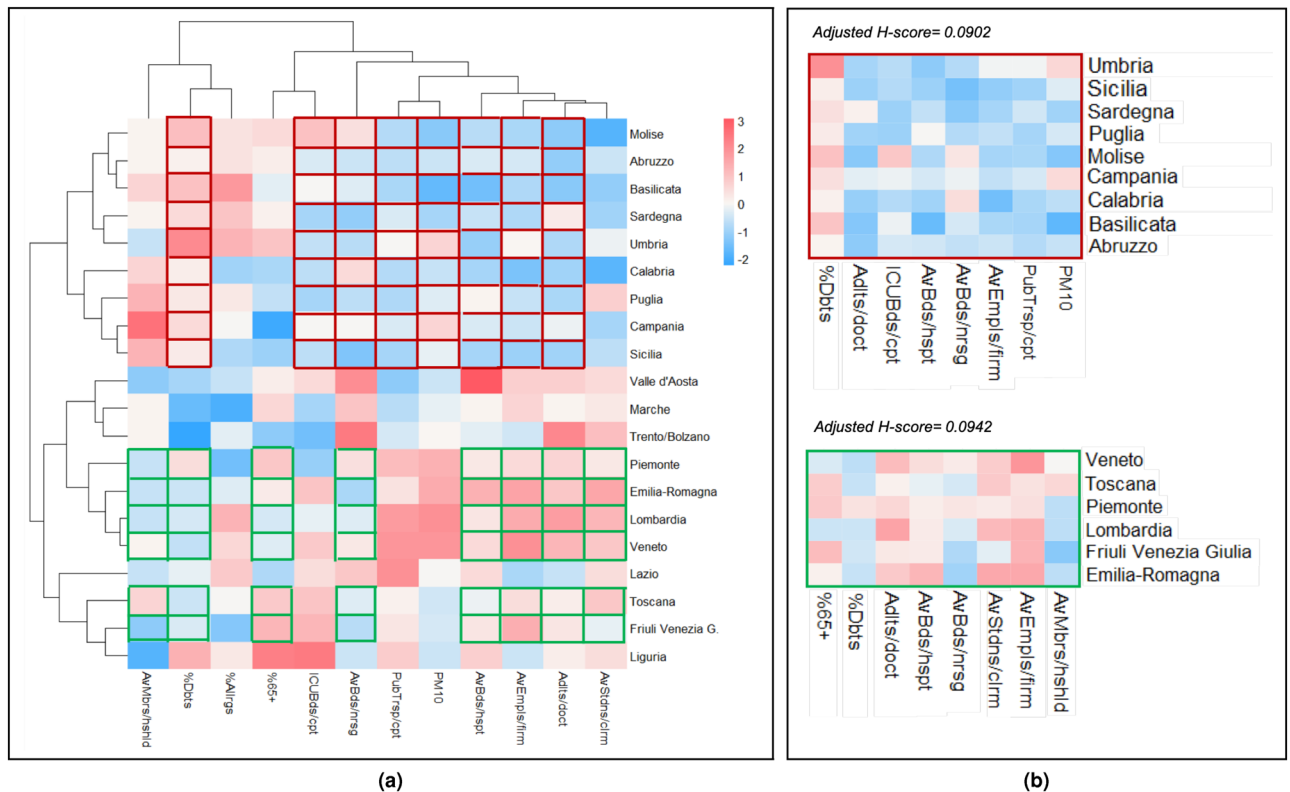 3
2
1
0
-1
-2
Molise
Abruzzo
Basilicata
Sardegna
Umbria
Calabria
Puglia
Campania
Sicilia
Valle d'Aosta
Marche
Trento/Bolzano
Piemonte
Emilia-Romagna
Lombardia
Veneto
Lazio
Toscana
Friuli Venezia G.
Liguria
AvMbrs/hshld
%Dbts
%Allrgs
%65+
ICUBds/cpt
AvBds/nrsg
PubTrsp/cpt
PM10
AvBds/hspt
AvEmpls/firm
Adlts/doct
AvStdns/clrm
(a)
Adjusted H-score= 0.0902
Umbria
Sicilia
Sardegna
Puglia
Molise
Campania
Calabria
Basilicata
Abruzzo
%Dbts
Adlts/doct
ICUBds/cpt
AvBds/hspt
AvBds/nrsg
AvEmpls/firm
PubTrsp/cpt
PM10
Adjusted H-score= 0.0942
Veneto
Toscana
Piemonte
Lombardia
Friuli Venezia Giulia
Emilia-Romagna
%65+
%Dbts
Adlts/doct
AvBds/hspt
AvBds/nrsg
AvStdns/clrm
AvEmpls/firm
AvMbrs/hshld
(b)